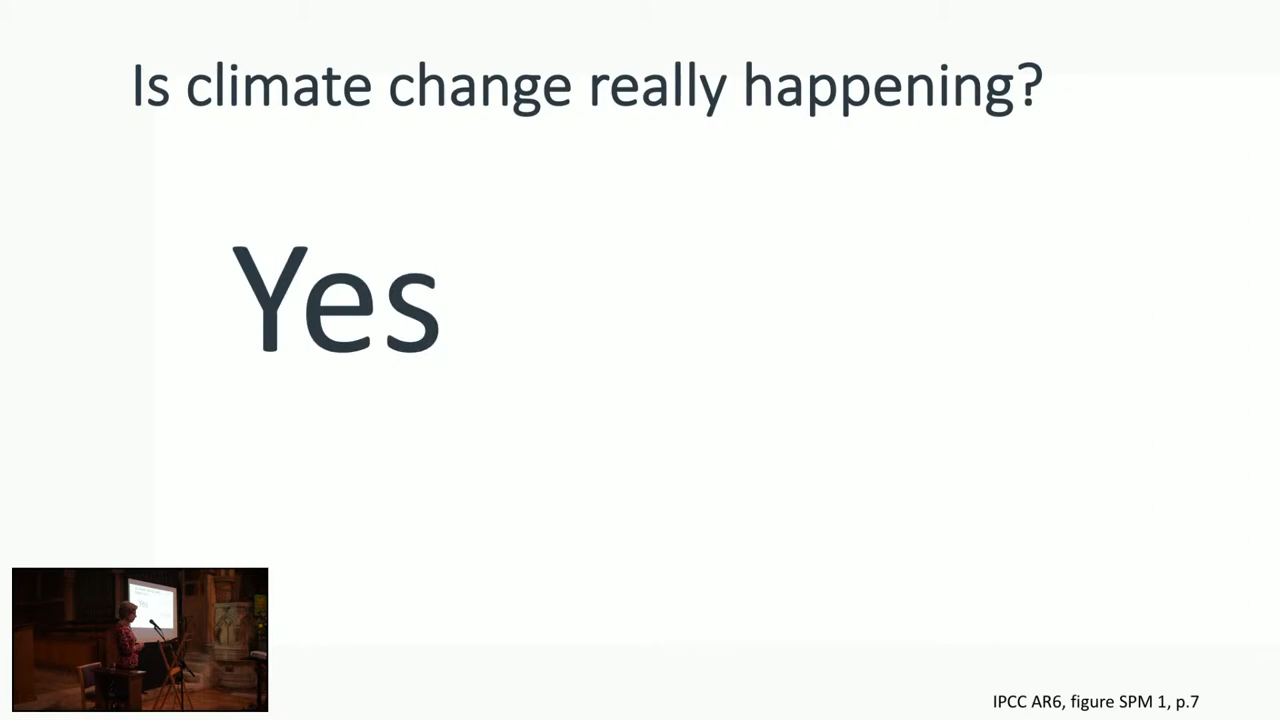 Is climate change really happening?
Yes
IPCC AR6, figure SPM 1, p.7